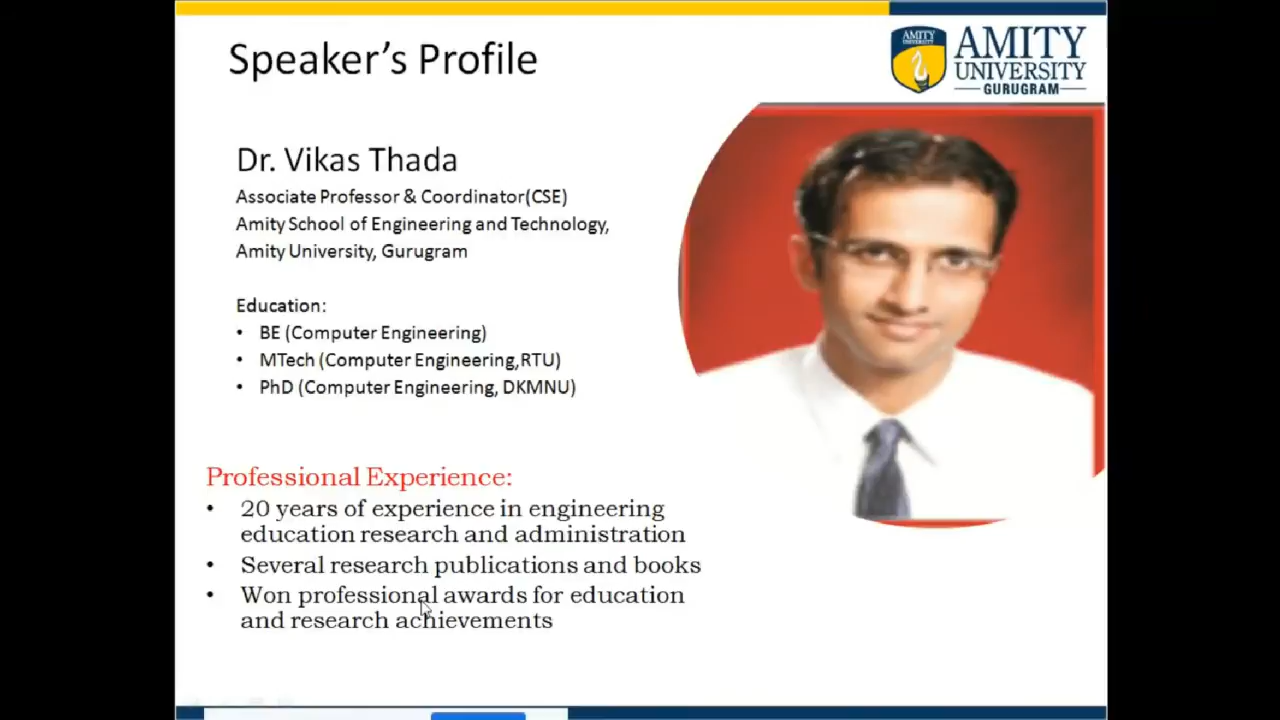 Speaker’s Profile
AMITY
UNIVERSITY
AMITY
UNIVERSITY
GURUGRAM
Dr. Vikas Thada
Associate Professor & Coordinator(CSE)
Amity School of Engineering and Technology,
Amity University, Gurugram
Education:
• BE (Computer Engineering)
• MTech (Computer Engineering,RTU)
• PhD (Computer Engineering, DKMNU)
Professional Experience:
• 20 years of experience in engineering
education research and administration
• Several research publications and books
• Won professional awards for education
and research achievements